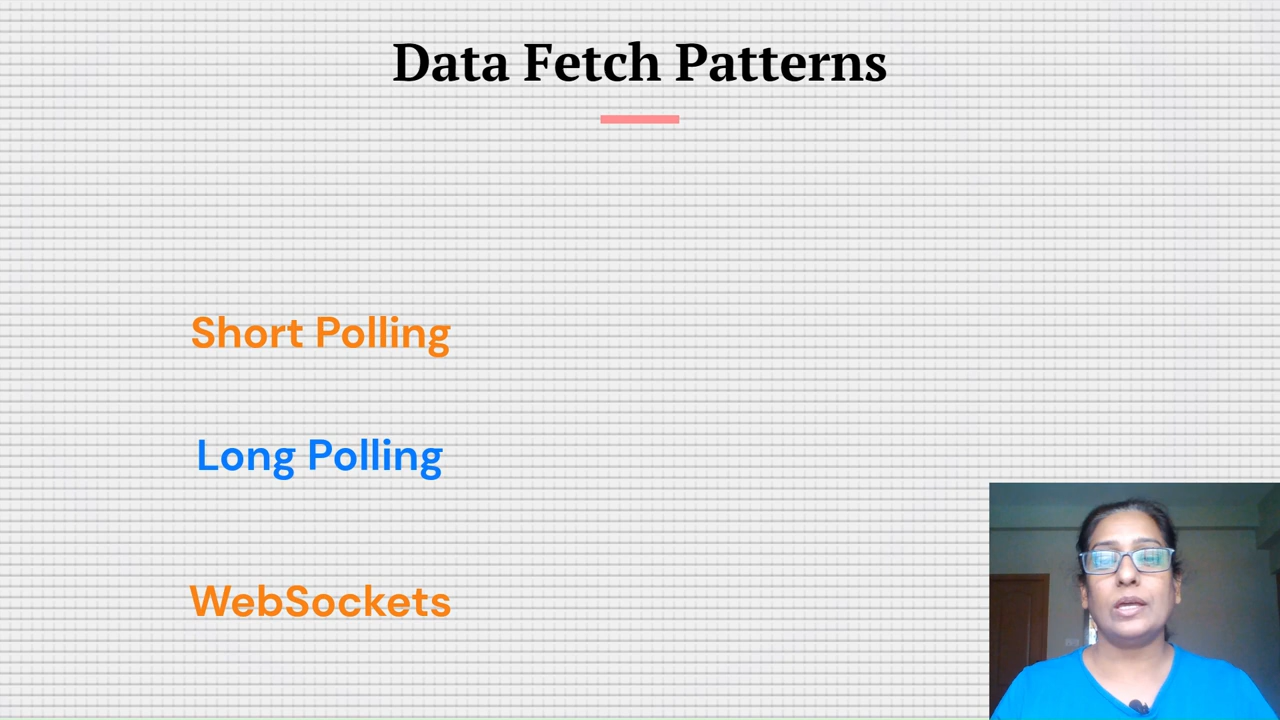 Data Fetch Patterns
Short Polling
Long Polling
WebSockets